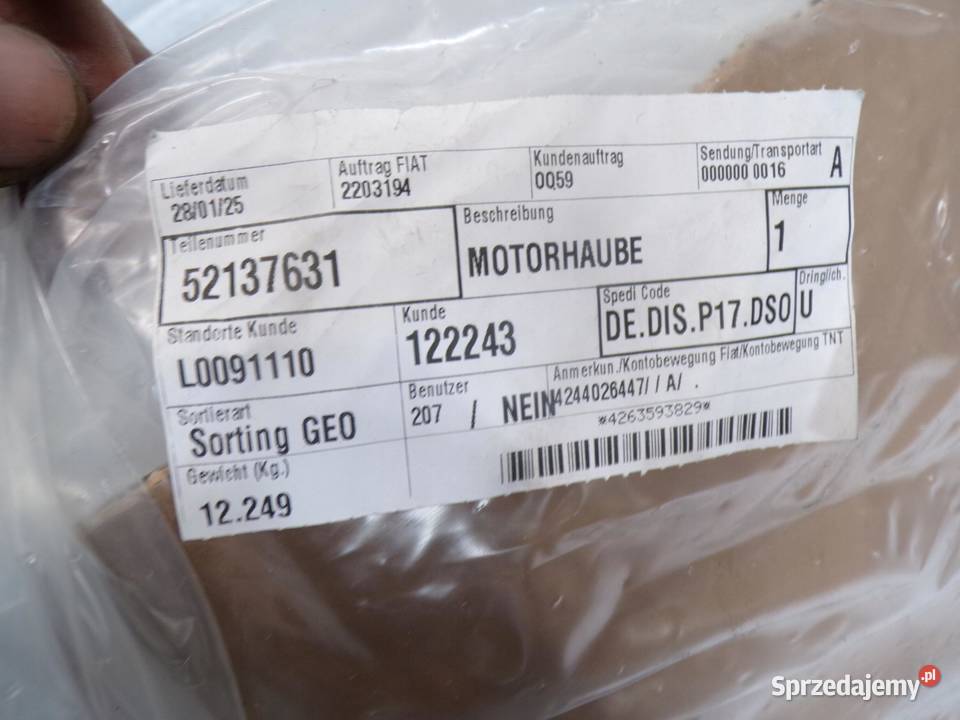 Lieferdatum Auftrag FIAT Kundenauftrag Sendung/Transportart
28/01/25 2203194 0Q59 000000 0016 A
Teilenummer Beschreibung Menge
52137631 MOTORHAUBE 1
Standorte Kunde Kunde Spedi Code Dringlich.
L0091110 122243 DE.DIS.P17.DS0 U
Sortierart Benutzer Anmerkun./Kontobewegung Fiat/Kontobewegung TNT
Sorting GEO 207 / NEIN 4244026447/ / A/ .
Gewicht (Kg.) *4263593829*
12.249
Sprzedajemy.pl